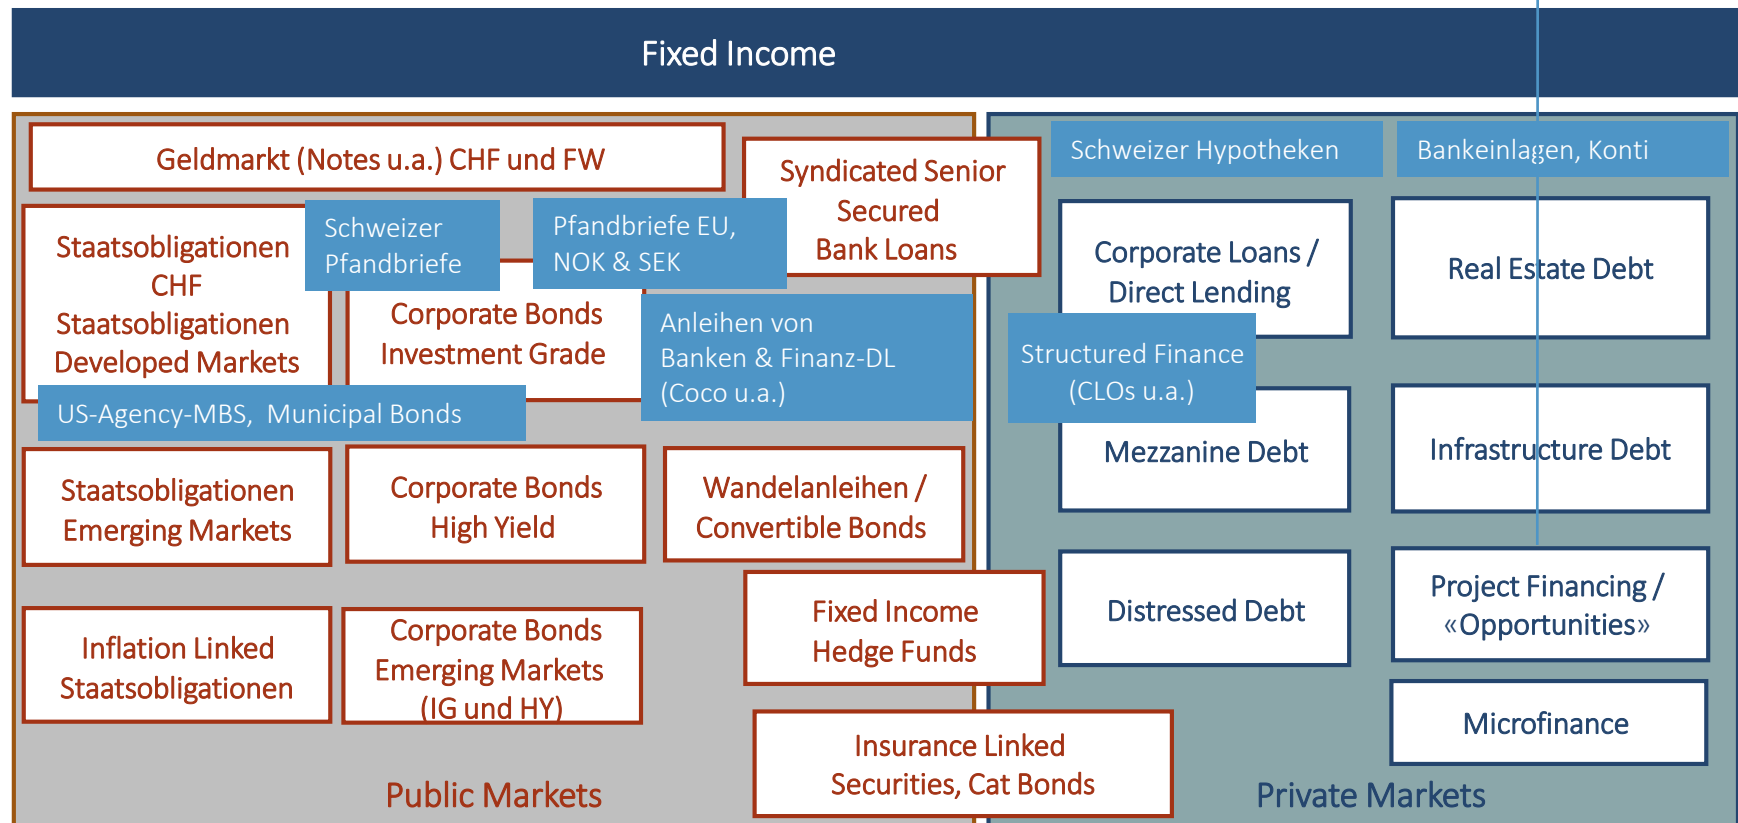 Fixed Income
Geldmarkt (Notes u.a.) CHF und FW
Syndicated Senior
Secured
Bank Loans
Schweizer Hypotheken
Bankeinlagen, Konti
Staatsobligationen
CHF
Staatsobligationen
Developed Markets
Schweizer
Pfandbriefe
Pfandbriefe EU,
NOK & SEK
Corporate Bonds
Investment Grade
Anleihen von
Banken & Finanz-DL
(Coco u.a.)
Corporate Loans /
Direct Lending
Real Estate Debt
Structured Finance
(CLOs u.a.)
US-Agency-MBS, Municipal Bonds
Mezzanine Debt
Infrastructure Debt
Staatsobligationen
Emerging Markets
Corporate Bonds
High Yield
Wandelanleihen /
Convertible Bonds
Fixed Income
Hedge Funds
Distressed Debt
Project Financing /
«Opportunities»
Inflation Linked
Staatsobligationen
Corporate Bonds
Emerging Markets
(IG und HY)
Insurance Linked
Securities, Cat Bonds
Microfinance
Public Markets
Private Markets